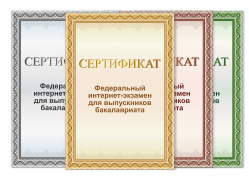 СЕРТИФИКАТ
Федеральный
интернет-экзамен
для выпускников
бакалавриата